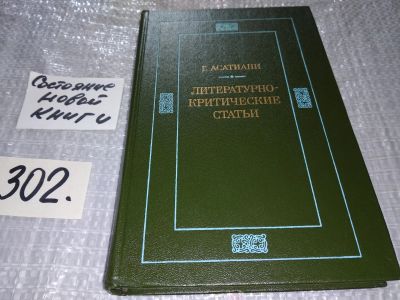 Состояние
новой
книги
302.
Г. АСАТИАНИ
ЛИТЕРАТУРНО-
КРИТИЧЕСКИЕ
СТАТЬИ